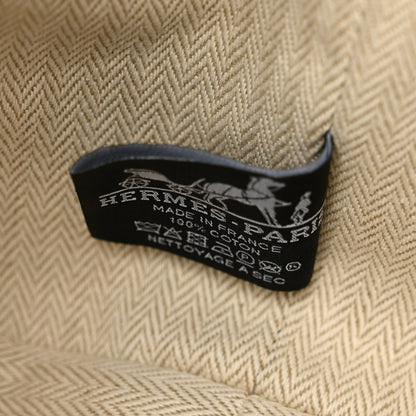 HERMES-PARIS
MADE IN FRANCE
100% COTON
NETTOYAGE A SEC